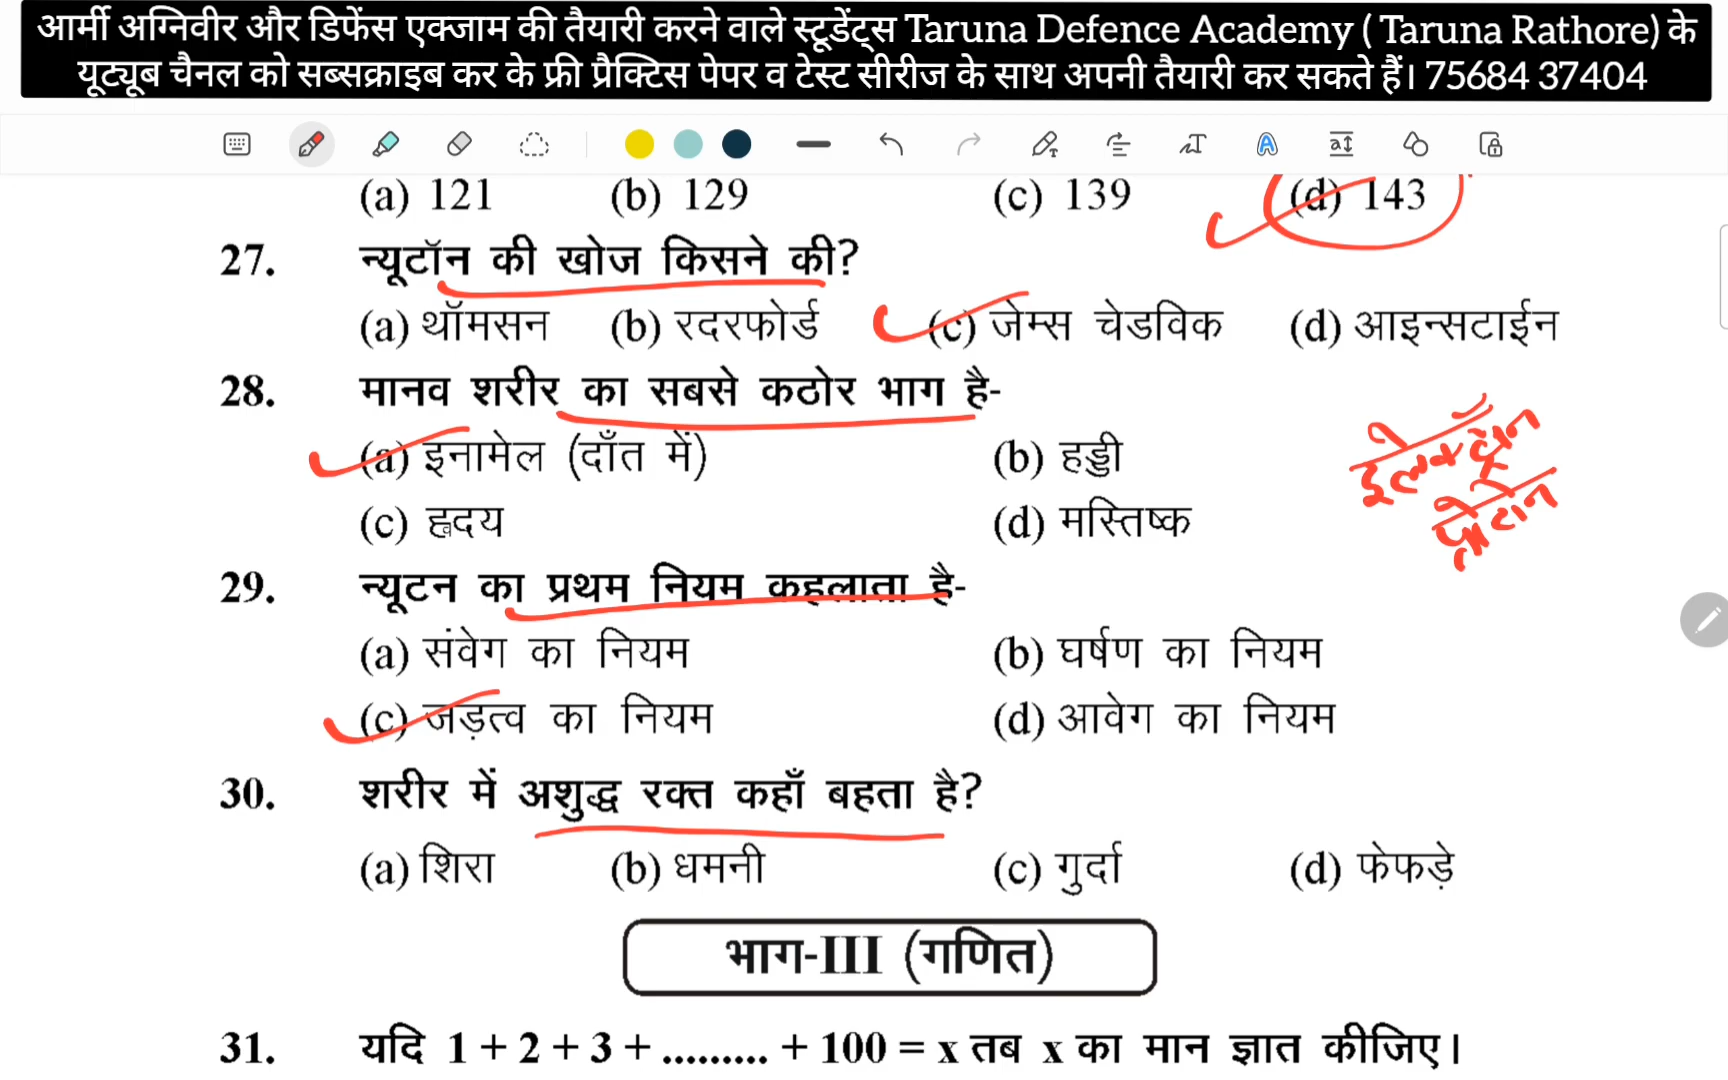 आर्मी अग्निवीर और डिफेंस एक्जाम की तैयारी करने वाले स्टूडेंट्स Taruna Defence Academy ( Taruna Rathore) के
यूट्यूब चैनल को सब्सक्राइब कर के फ्री प्रैक्टिस पेपर व टेस्ट सीरीज के साथ अपनी तैयारी कर सकते हैं। 75684 37404
(a) 121 (b) 129 (c) 139 (d) 143
27. न्यूटॉन की खोज किसने की?
(a) थॉमसन (b) रदरफोर्ड (c) जेम्स चेडविक (d) आइन्सटाईन
28. मानव शरीर का सबसे कठोर भाग है-
(a) इनामेल (दाँत में) (b) हड्डी
इलेक्ट्रॉन
(c) हृदय (d) मस्तिष्क
प्रोटॉन
29. न्यूटन का प्रथम नियम कहलाता है-
(a) संवेग का नियम (b) घर्षण का नियम
(c) जड़त्व का नियम (d) आवेग का नियम
30. शरीर में अशुद्ध रक्त कहाँ बहता है?
(a) शिरा (b) धमनी (c) गुर्दा (d) फेफड़े
भाग-III (गणित)
31. यदि 1 + 2 + 3 + ......... + 100 = x तब x का मान ज्ञात कीजिए।